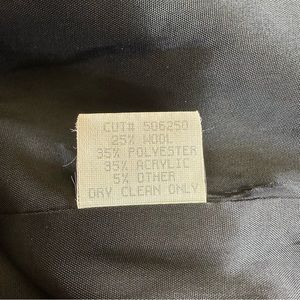 CUT# 506250
25% WOOL
35% POLYESTER
35% ACRYLIC
5% OTHER
DRY CLEAN ONLY